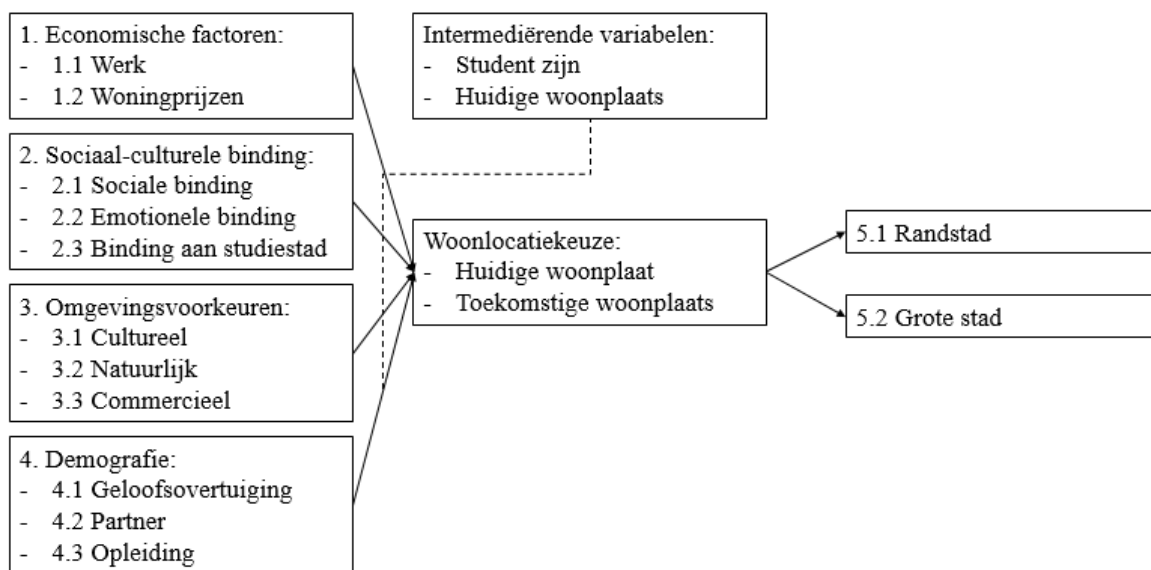 1. Economische factoren:
- 1.1 Werk
- 1.2 Woningprijzen
2. Sociaal-culturele binding:
- 2.1 Sociale binding
- 2.2 Emotionele binding
- 2.3 Binding aan studiestad
3. Omgevingsvoorkeuren:
- 3.1 Cultureel
- 3.2 Natuurlijk
- 3.3 Commercieel
4. Demografie:
- 4.1 Geloofsovertuiging
- 4.2 Partner
- 4.3 Opleiding
Intermediërende variabelen:
- Student zijn
- Huidige woonplaats
Woonlocatiekeuze:
- Huidige woonplaat
- Toekomstige woonplaats
5.1 Randstad
5.2 Grote stad